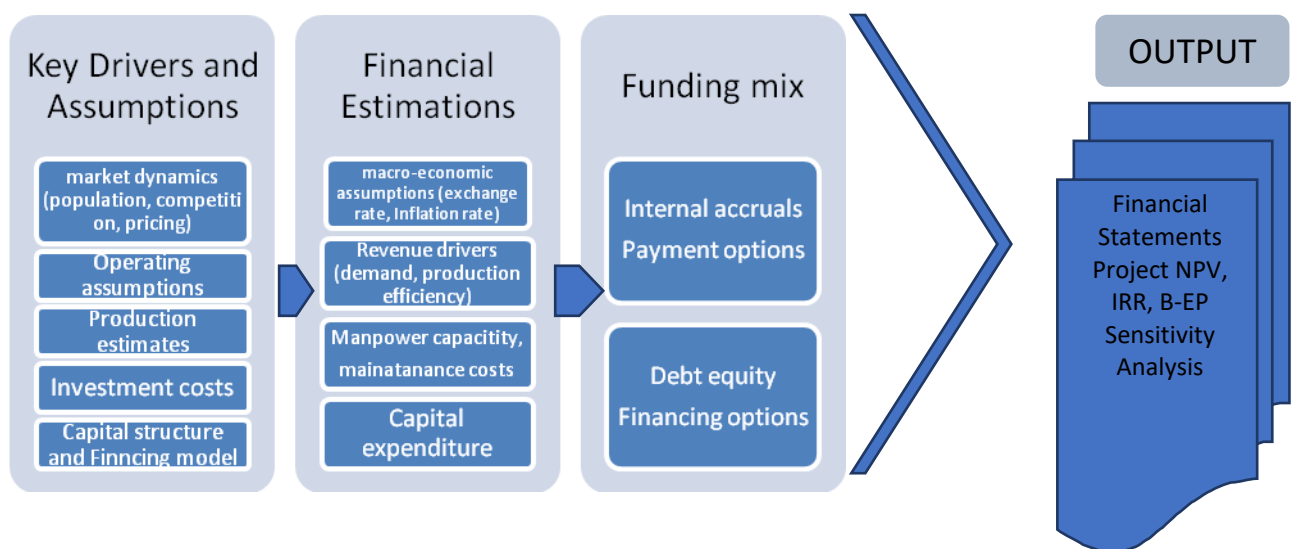 Key Drivers and
Assumptions
market dynamics
(population, competiti
on, pricing)
Operating
assumptions
Production
estimates
Investment costs
Capital structure
and Finncing model
Financial
Estimations
macro-economic
assumptions (exchange
rate, Inflation rate)
Revenue drivers
(demand, production
efficiency)
Manpower capacitity,
mainatanance costs
Capital
expenditure
Funding mix
Internal accruals
Payment options
Debt equity
Financing options
OUTPUT
Financial
Statements
Project NPV,
IRR, B-EP
Sensitivity
Analysis